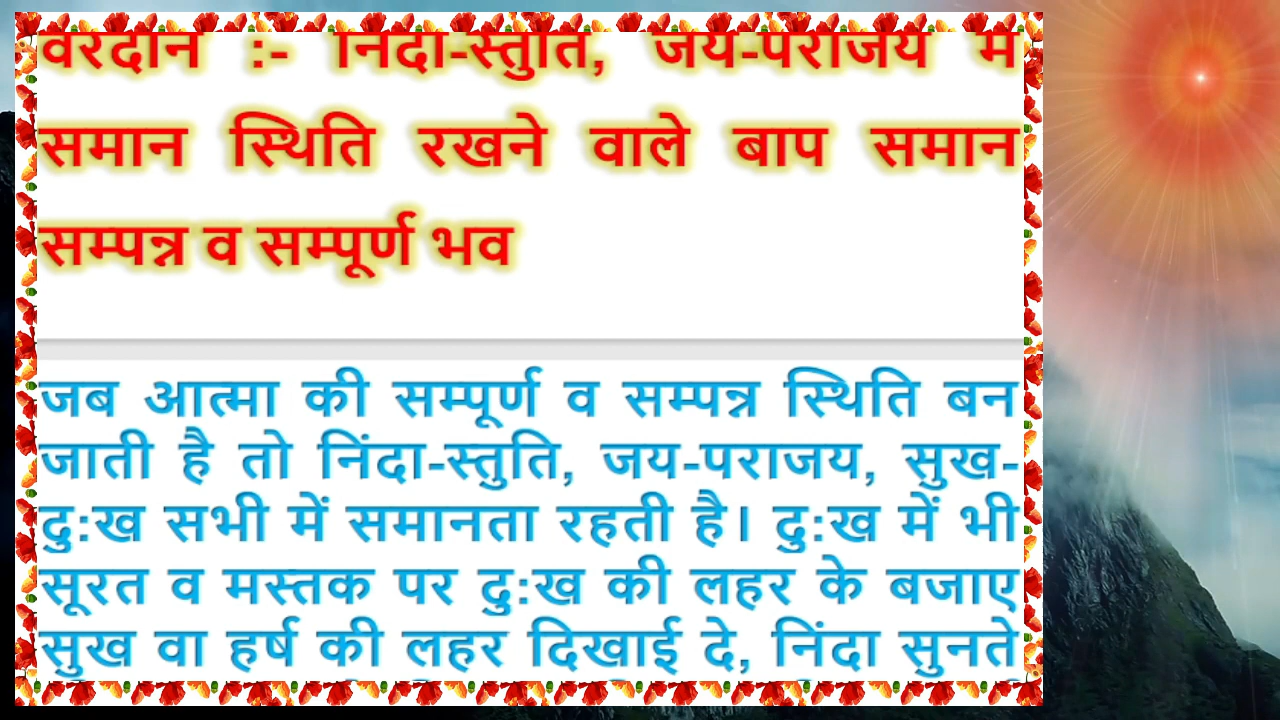 वरदान :- निंदा-स्तुति, जय-पराजय में
समान स्थिति रखने वाले बाप समान
सम्पन्न व सम्पूर्ण भव
जब आत्मा की सम्पूर्ण व सम्पन्न स्थिति बन
जाती है तो निंदा-स्तुति, जय-पराजय, सुख-
दु:ख सभी में समानता रहती है। दु:ख में भी
सूरत व मस्तक पर दु:ख की लहर के बजाए
सुख वा हर्ष की लहर दिखाई दे, निंदा सुनते